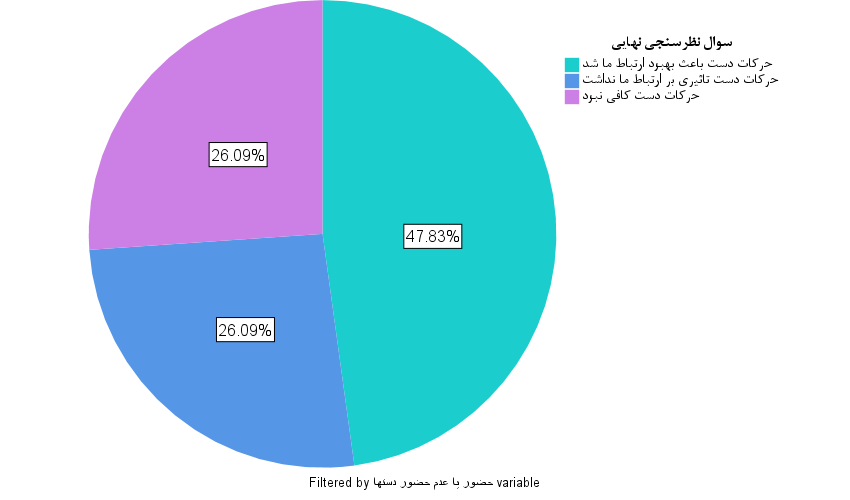 سوال نظرسنجی نهایی
حرکات دست باعث بهبود ارتباط ما شد
حرکات دست تاثیری بر ارتباط ما نداشت
حرکات دست کافی نبود
26.09%
47.83%
26.09%
Filtered by حضور یا عدم حضور دستها variable